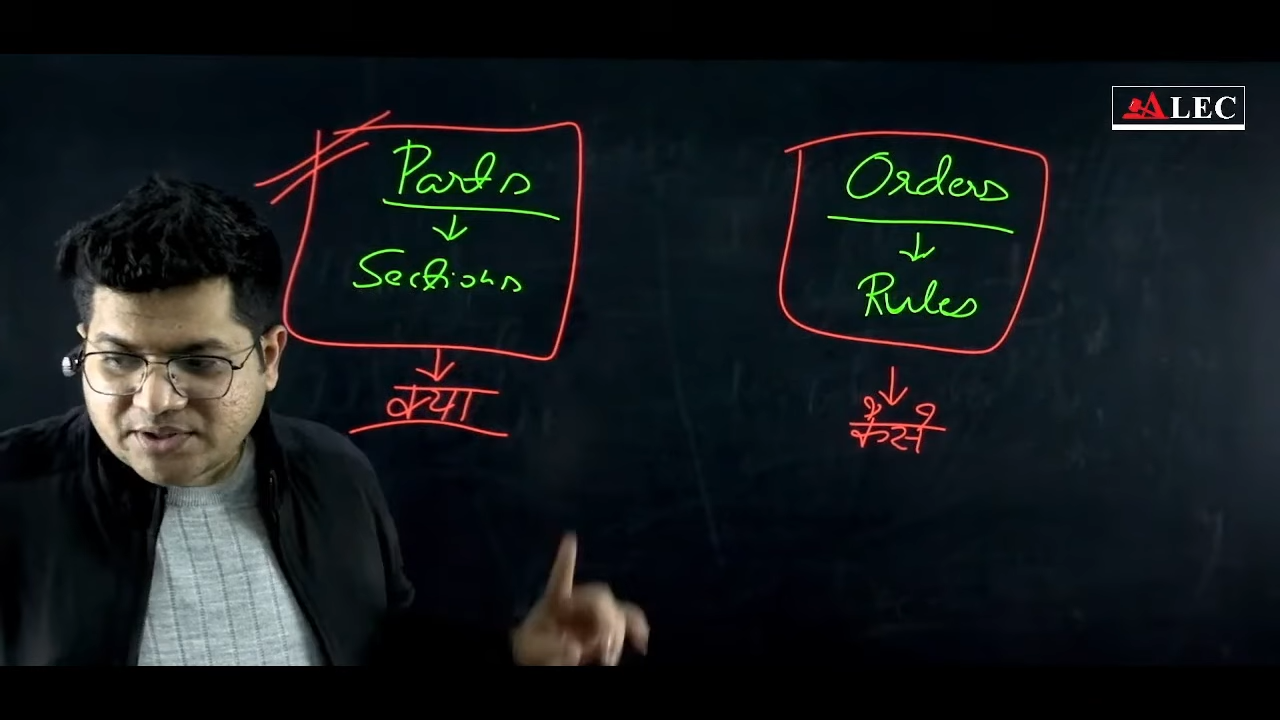 ALEC
Parts
↓
Sections
↓
क्या
Orders
↓
Rules
↓
कैसे